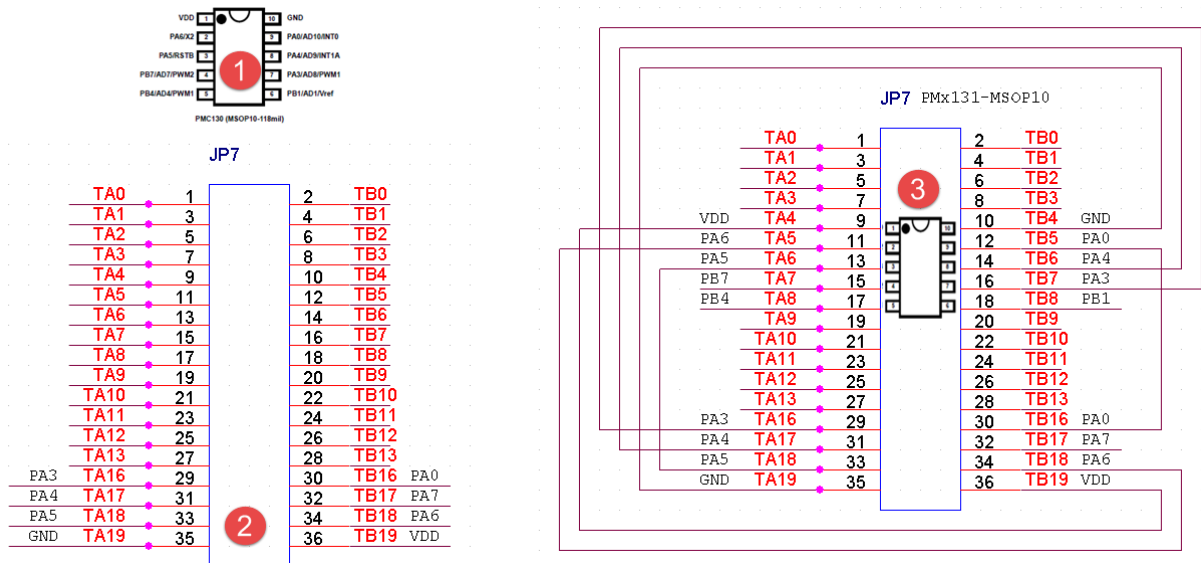 VDD 1 10 GND
PA6/X2 2 9 PA0/AD10/INT0
PA5/RSTB 3 8 PA4/AD9/INT1A
PB7/AD7/PWM2 4 7 PA3/AD8/PWM1
PB4/AD4/PWM1 5 6 PB1/AD1/Vref
1
PMC130 (MSOP10-118mil)
JP7
TA0 1 2 TB0
TA1 3 4 TB1
TA2 5 6 TB2
TA3 7 8 TB3
TA4 9 10 TB4
TA5 11 12 TB5
TA6 13 14 TB6
TA7 15 16 TB7
TA8 17 18 TB8
TA9 19 20 TB9
TA10 21 22 TB10
TA11 23 24 TB11
TA12 25 26 TB12
TA13 27 28 TB13
PA3 TA16 29 30 TB16 PA0
PA4 TA17 31 32 TB17 PA7
PA5 TA18 33 34 TB18 PA6
GND TA19 35 36 TB19 VDD
2
JP7 PMx131-MSOP10
TA0 1 2 TB0
TA1 3 4 TB1
TA2 5 6 TB2
TA3 7 8 TB3
3
VDD TA4 9 1 10 10 TB4 GND
PA6 TA5 11 2 9 12 TB5 PA0
PA5 TA6 13 3 8 14 TB6 PA4
PB7 TA7 15 4 7 16 TB7 PA3
PB4 TA8 17 5 6 18 TB8 PB1
TA9 19 20 TB9
TA10 21 22 TB10
TA11 23 24 TB11
TA12 25 26 TB12
TA13 27 28 TB13
PA3 TA16 29 30 TB16 PA0
PA4 TA17 31 32 TB17 PA7
PA5 TA18 33 34 TB18 PA6
GND TA19 35 36 TB19 VDD